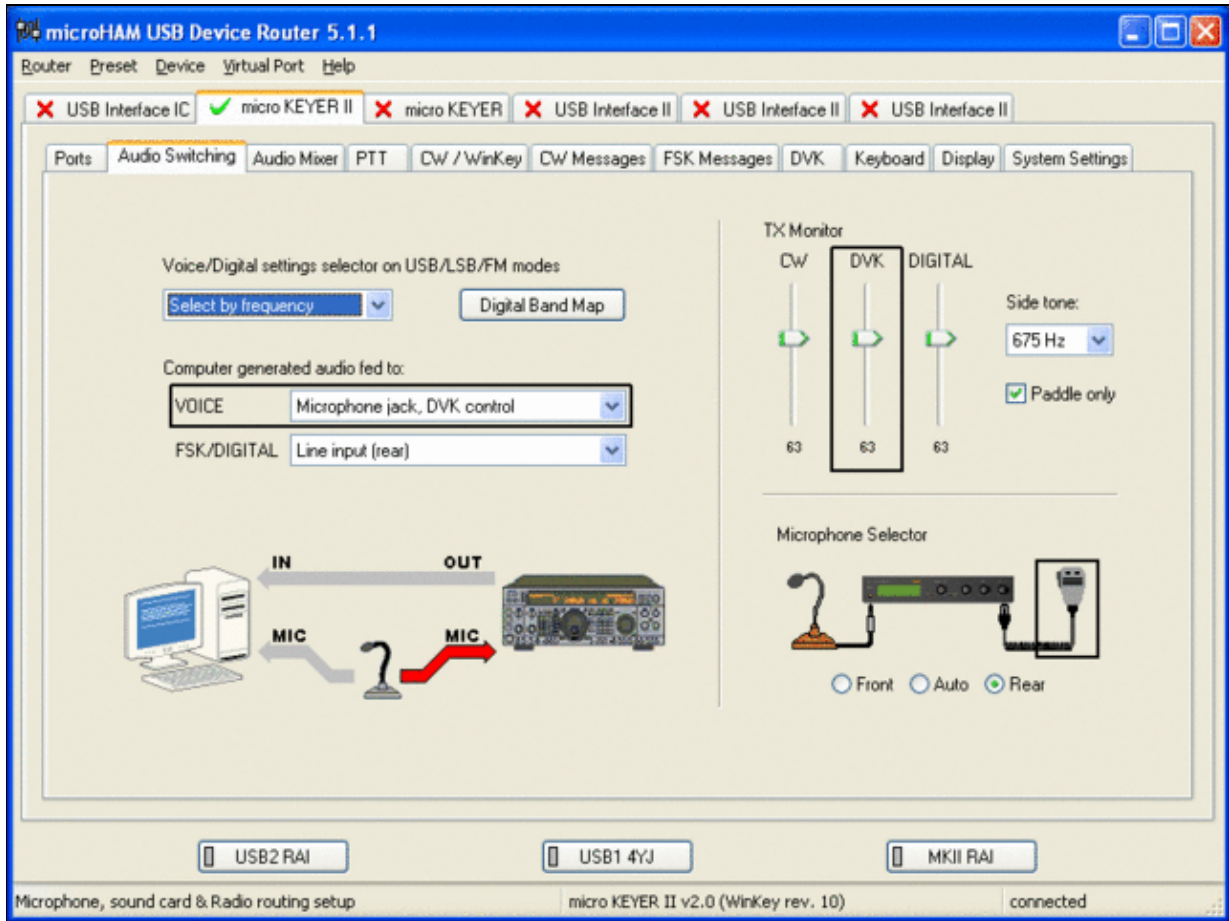 microHAM USB Device Router 5.1.1
Router Preset Device Virtual Port Help
USB Interface IC micro KEYER II micro KEYER USB Interface II USB Interface II USB Interface II
Ports Audio Switching Audio Mixer PTT CW / WinKey CW Messages FSK Messages DVK Keyboard Display System Settings
Voice/Digital settings selector on USB/LSB/FM modes
Select by frequency Digital Band Map
Computer generated audio fed to:
VOICE Microphone jack, DVK control
FSK/DIGITAL Line input (rear)
IN OUT
MIC MIC
TX Monitor
CW DVK DIGITAL
Side tone:
675 Hz
Paddle only
63 63 63
Microphone Selector
Front Auto Rear
USB2 RAI USB1 4YJ MKII RAI
Microphone, sound card & Radio routing setup micro KEYER II v2.0 (WinKey rev. 10) connected